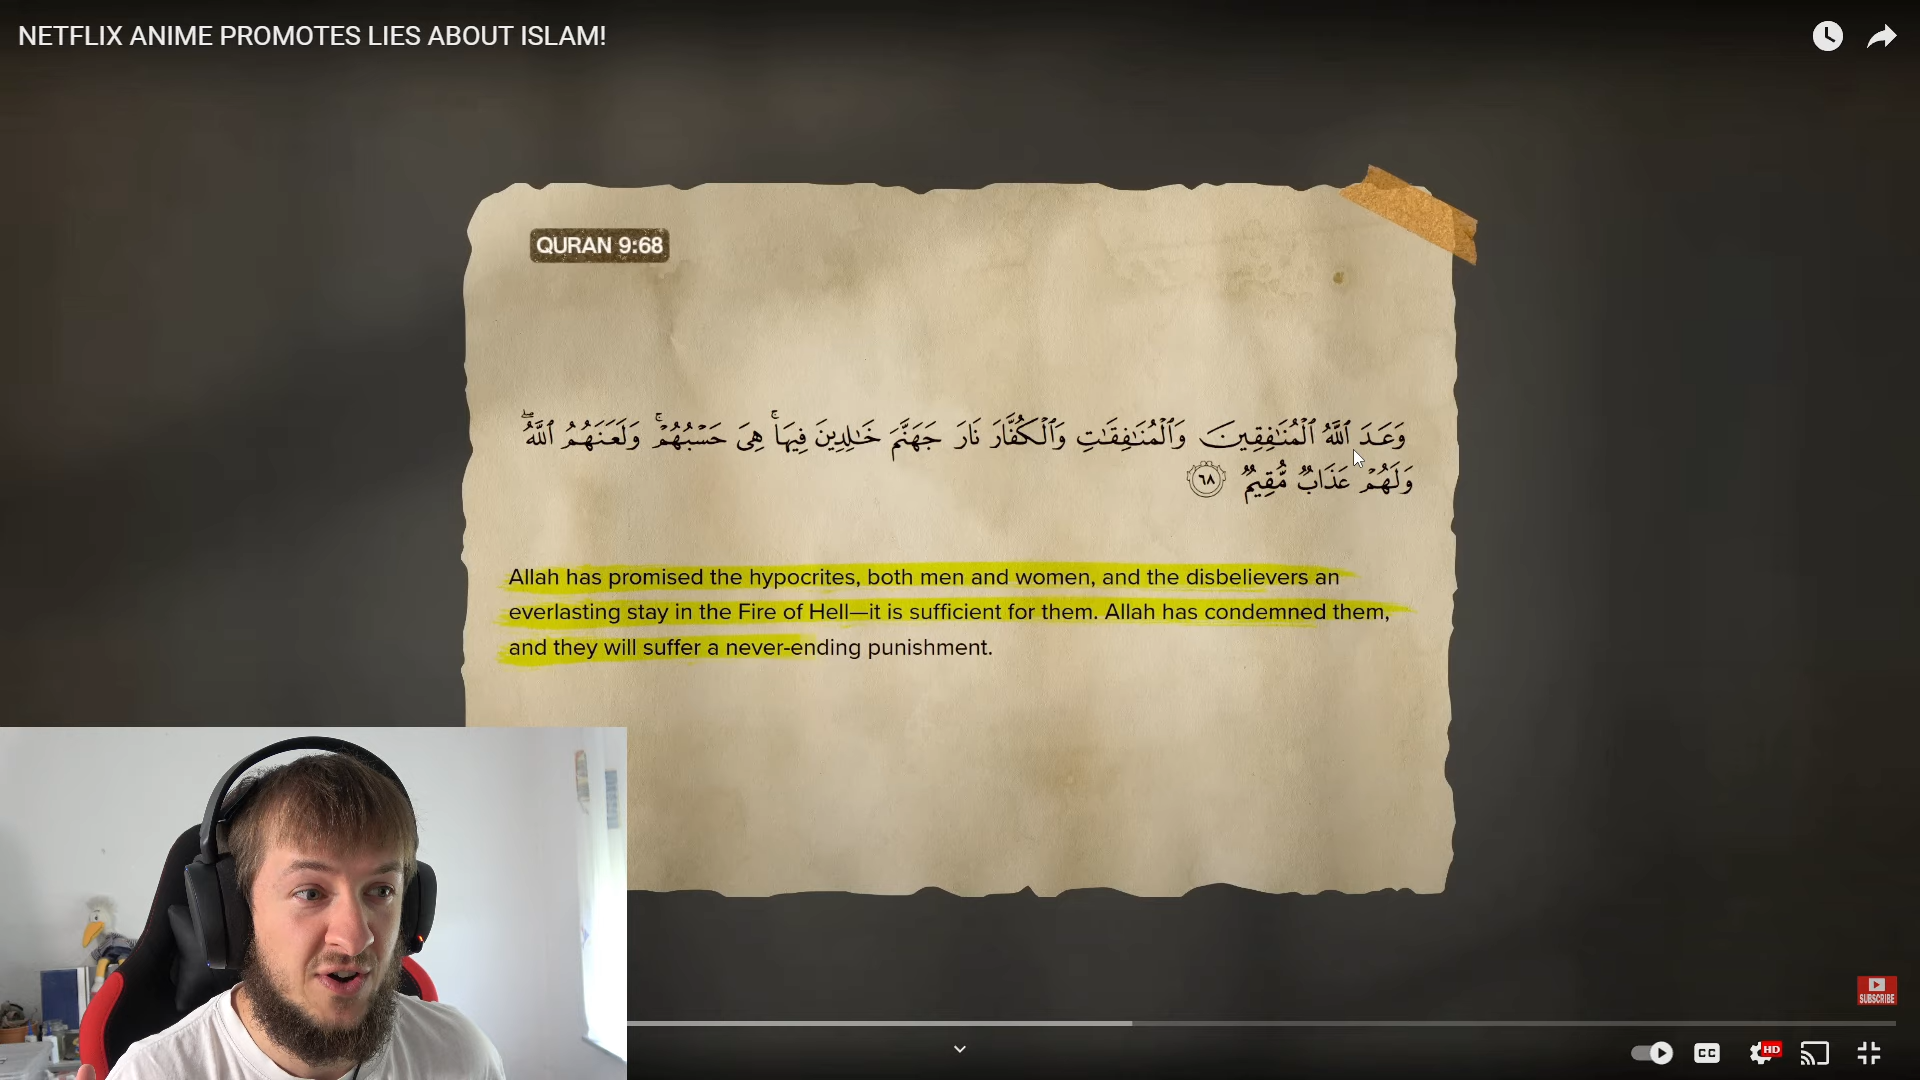 NETFLIX ANIME PROMOTES LIES ABOUT ISLAM!
QURAN 9:68
وَعَدَ ٱللَّهُ ٱلْمُنَـٰفِقِينَ وَٱلْمُنَـٰفِقَـٰتِ وَٱلْكُفَّارَ نَارَ جَهَنَّمَ خَـٰلِدِينَ فِيهَا ۚ هِىَ حَسْبُهُمْ ۚ وَلَعَنَهُمُ ٱللَّهُ ۖ
وَلَهُمْ عَذَابٌ مُّقِيمٌ ٦٨
Allah has promised the hypocrites, both men and women, and the disbelievers an
everlasting stay in the Fire of Hell—it is sufficient for them. Allah has condemned them,
and they will suffer a never-ending punishment.
SUBSCRIBE
CC
HD